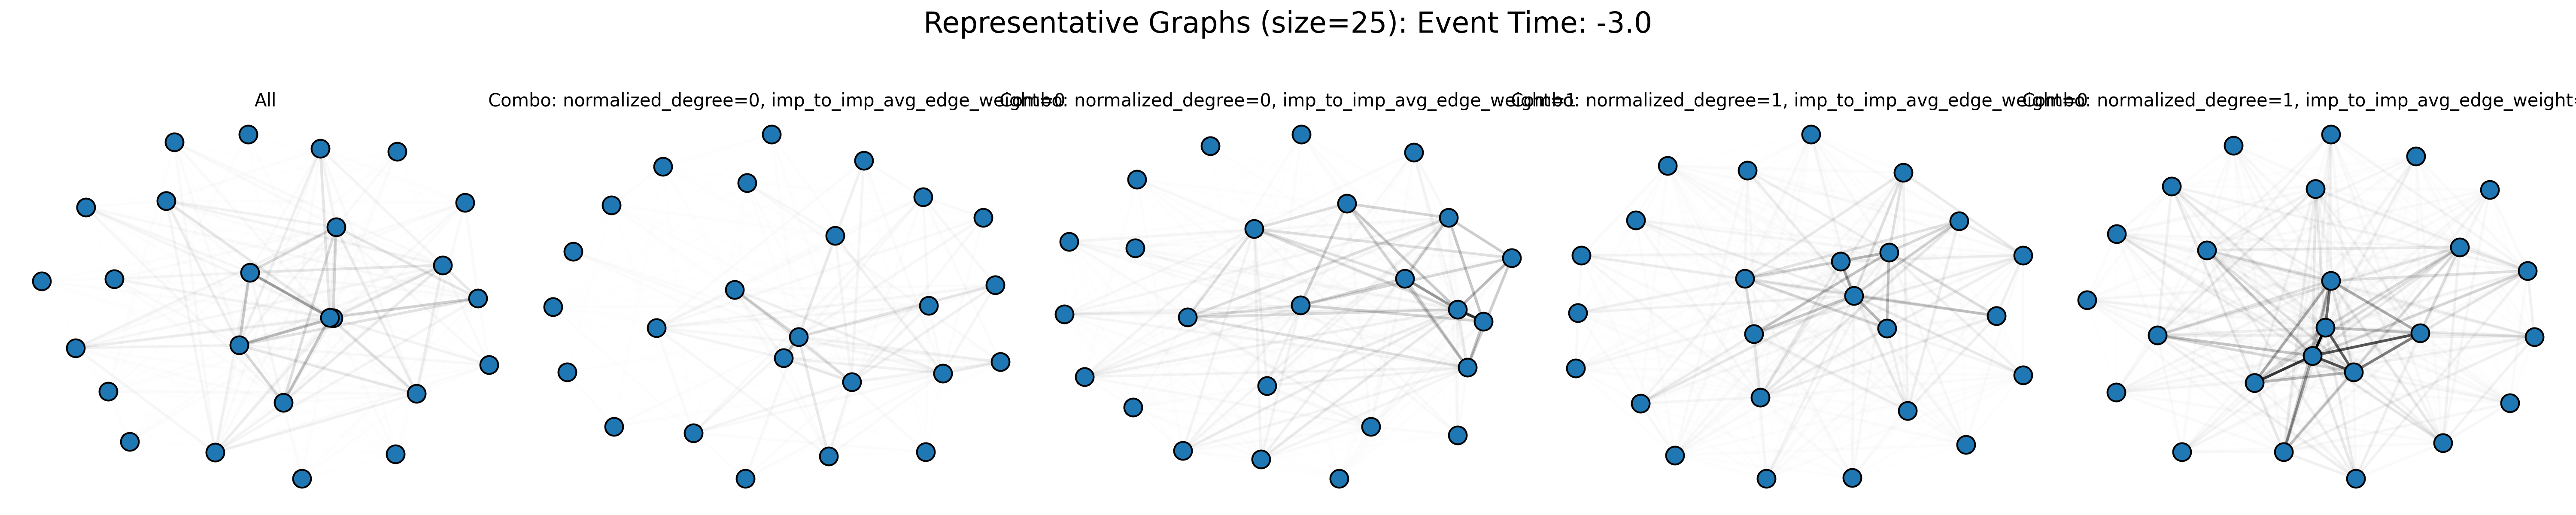 Representative Graphs (size=25): Event Time: -3.0
All
Combo: normalized_degree=0, imp_to_imp_avg_edge_weight=0
Combo: normalized_degree=0, imp_to_imp_avg_edge_weight=1
Combo: normalized_degree=1, imp_to_imp_avg_edge_weight=0
Combo: normalized_degree=1, imp_to_imp_avg_edge_weight=